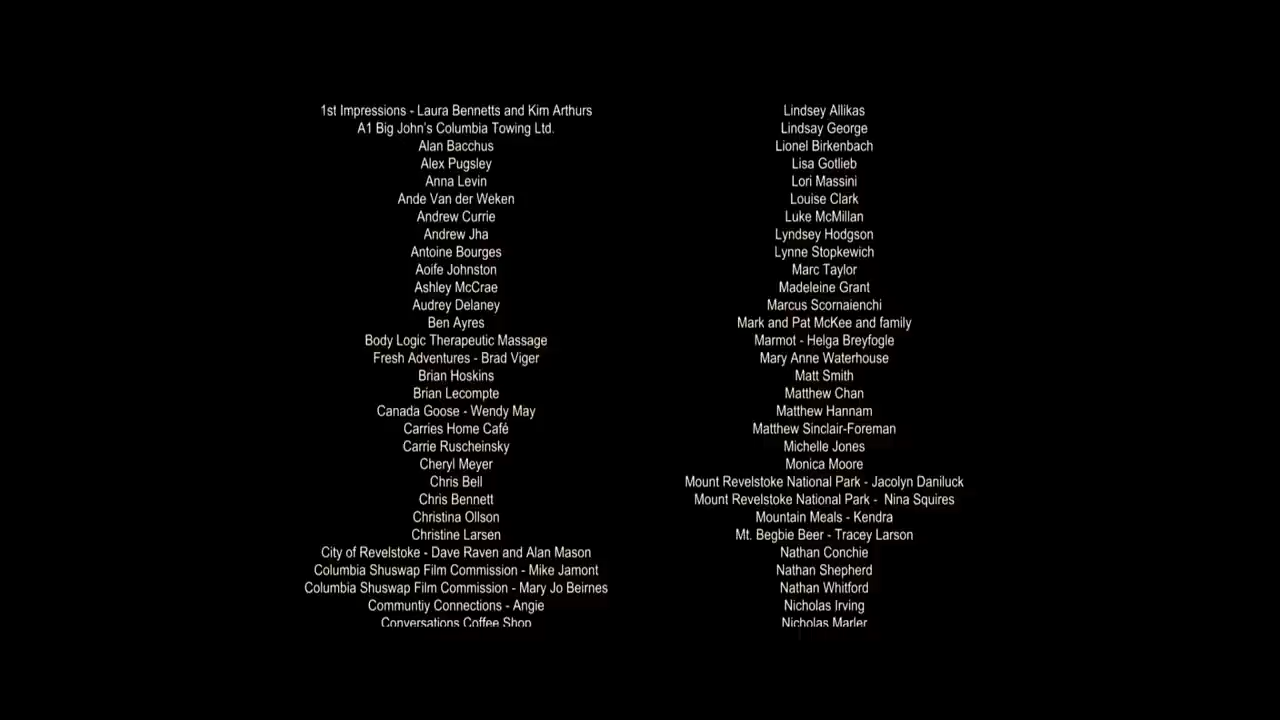 1st Impressions - Laura Bennetts and Kim Arthurs
A1 Big John's Columbia Towing Ltd.
Alan Bacchus
Alex Pugsley
Anna Levin
Ande Van der Weken
Andrew Currie
Andrew Jha
Antoine Bourges
Aoife Johnston
Ashley McCrae
Audrey Delaney
Ben Ayres
Body Logic Therapeutic Massage
Fresh Adventures - Brad Viger
Brian Hoskins
Brian Lecompte
Canada Goose - Wendy May
Carries Home Café
Carrie Ruscheinsky
Cheryl Meyer
Chris Bell
Chris Bennett
Christina Ollson
Christine Larsen
City of Revelstoke - Dave Raven and Alan Mason
Columbia Shuswap Film Commission - Mike Jamont
Columbia Shuswap Film Commission - Mary Jo Beirnes
Communtiy Connections - Angie
Conversations Coffee Shop
Lindsey Allikas
Lindsay George
Lionel Birkenbach
Lisa Gotlieb
Lori Massini
Louise Clark
Luke McMillan
Lyndsey Hodgson
Lynne Stopkewich
Marc Taylor
Madeleine Grant
Marcus Scornaienchi
Mark and Pat McKee and family
Marmot - Helga Breyfogle
Mary Anne Waterhouse
Matt Smith
Matthew Chan
Matthew Hannam
Matthew Sinclair-Foreman
Michelle Jones
Monica Moore
Mount Revelstoke National Park - Jacolyn Daniluck
Mount Revelstoke National Park - Nina Squires
Mountain Meals - Kendra
Mt. Begbie Beer - Tracey Larson
Nathan Conchie
Nathan Shepherd
Nathan Whitford
Nicholas Irving
Nicholas Marler